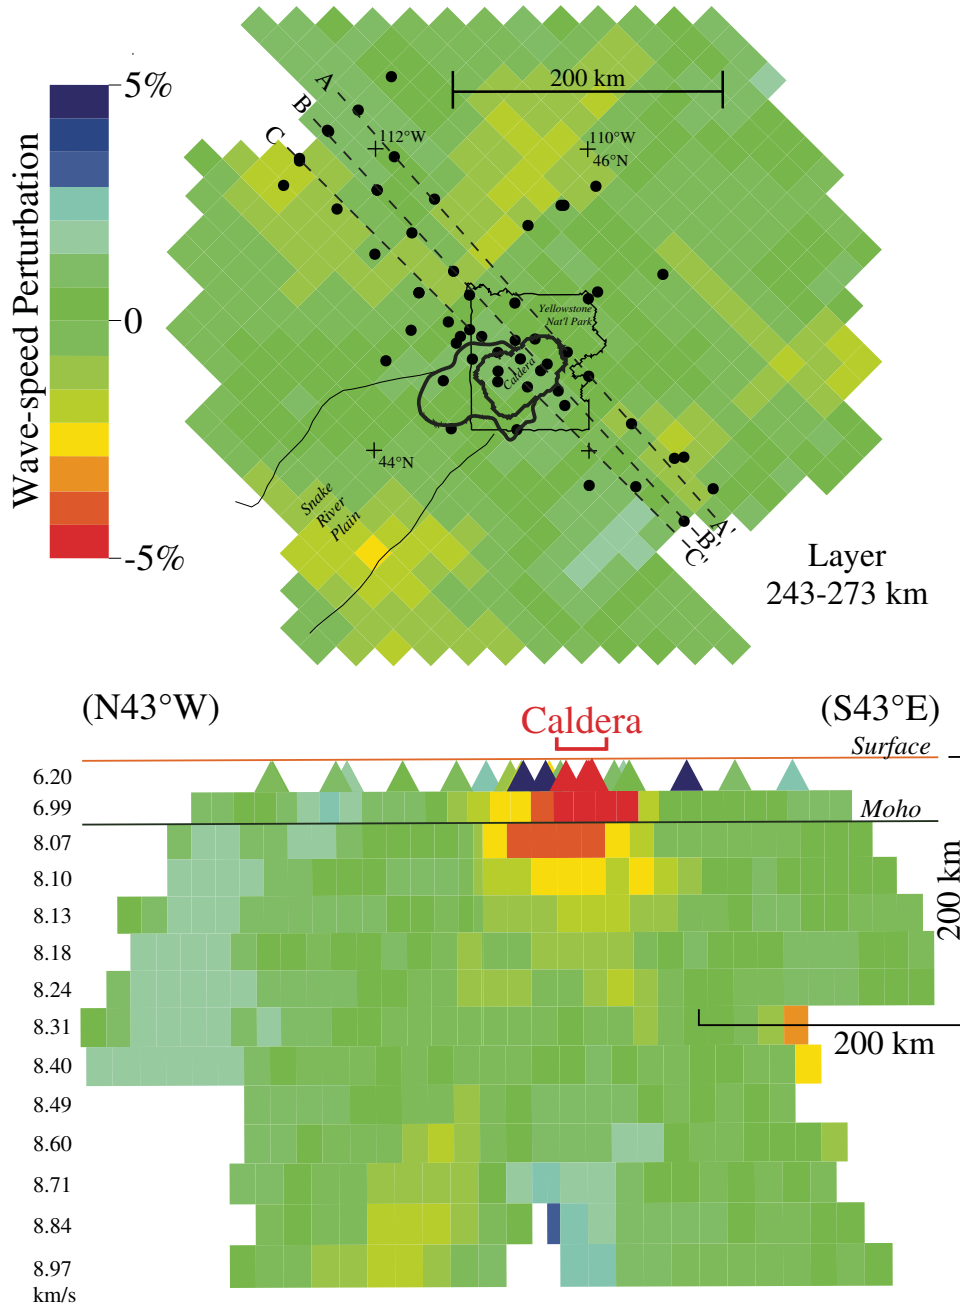 5%
0
-5%
Wave-speed Perturbation
A
B
C
200 km
112°W
110°W
46°N
Yellowstone
Nat'l Park
Caldera
44°N
Snake
River
Plain
A'
B'
C'
Layer
243-273 km
(N43°W)
(S43°E)
Caldera
Surface
Moho
6.20
6.99
8.07
8.10
8.13
8.18
8.24
8.31
8.40
8.49
8.60
8.71
8.84
8.97
km/s
200 km
200 km